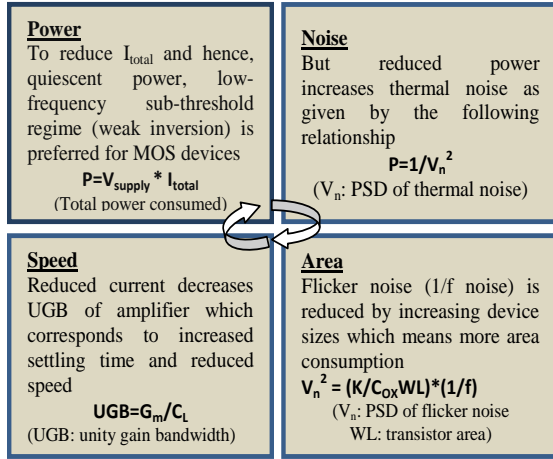 Power
To reduce I_total and hence,
quiescent power, low-
frequency sub-threshold
regime (weak inversion) is
preferred for MOS devices
P=V_supply * I_total
(Total power consumed)
Noise
But reduced power
increases thermal noise as
given by the following
relationship
P=1/V_n^2
(V_n: PSD of thermal noise)
Speed
Reduced current decreases
UGB of amplifier which
corresponds to increased
settling time and reduced
speed
UGB=G_m/C_L
(UGB: unity gain bandwidth)
Area
Flicker noise (1/f noise) is
reduced by increasing device
sizes which means more area
consumption
V_n^2 = (K/C_OX WL)*(1/f)
(V_n: PSD of flicker noise
WL: transistor area)